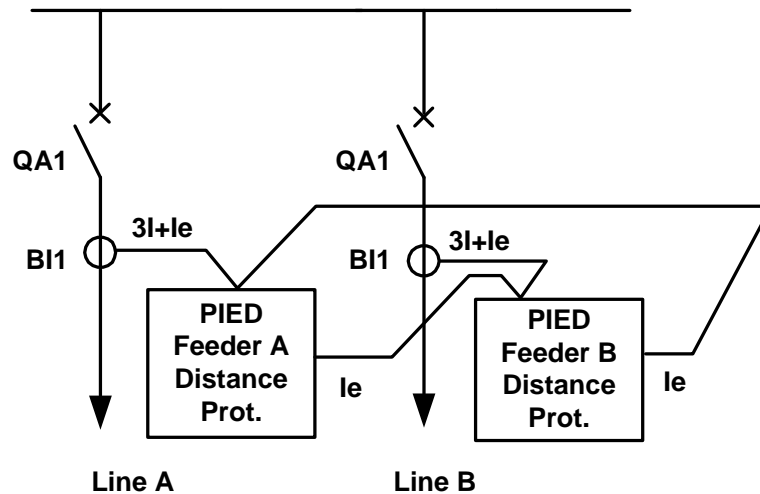 QA1
QA1
3I+Ie
3I+Ie
BI1
BI1
PIED
Feeder A
Distance
Prot.
PIED
Feeder B
Distance
Prot.
Ie
Ie
Line A
Line B